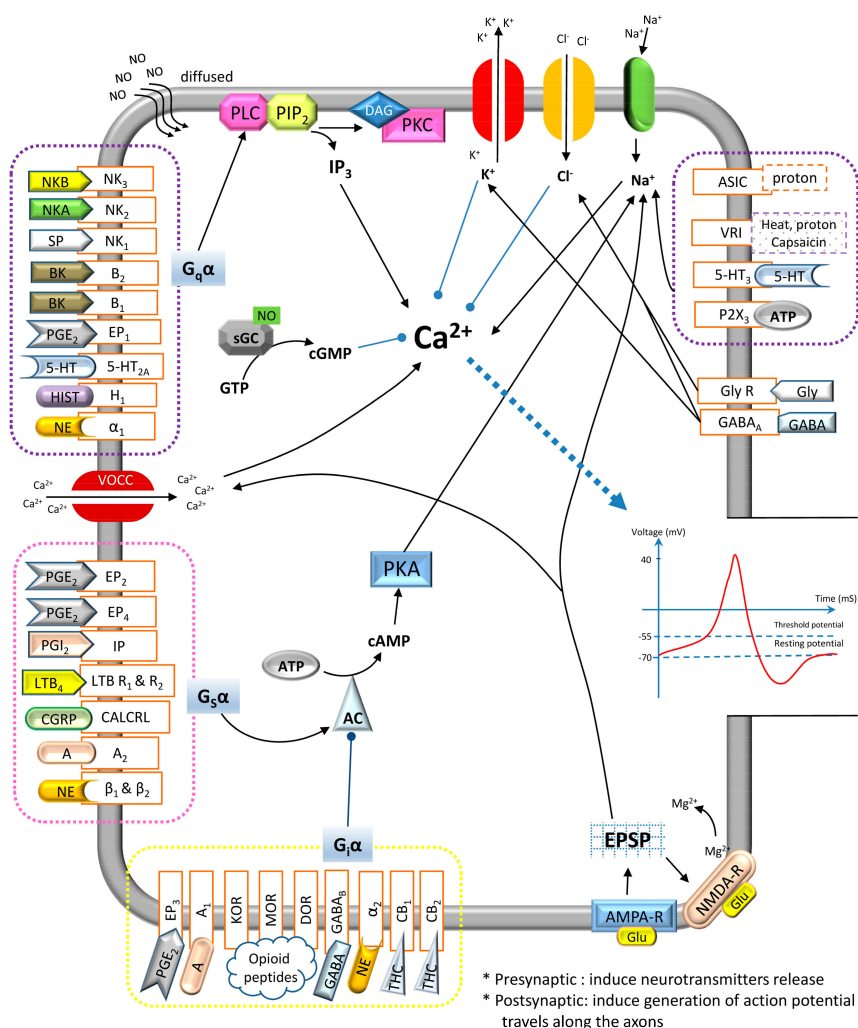 NO
NO
NO
NO
diffused
PLC
PIP2
DAG
PKC
IP3
K⁺ K⁺
K⁺
K⁺
K⁺
Cl⁻
Cl⁻
Cl⁻
Na⁺
Na⁺
Na⁺
NKB NK3
NKA NK2
SP NK1
BK B2
BK B1
PGE2 EP1
5-HT 5-HT2A
HIST H1
NE α1
Gqα
ASIC proton
VRI Heat, proton
Capsaicin
5-HT3 5-HT
P2X3 ATP
Gly R Gly
GABAA GABA
NO
sGC
cGMP
GTP
Ca²⁺
VOCC
Ca²⁺
Ca²⁺
Ca²⁺
Ca²⁺
Ca²⁺
Ca²⁺
PGE2 EP2
PGE2 EP4
PGI2 IP
LTB4 LTB R1 & R2
CGRP CALCRL
A A2
NE β1 & β2
GSα
PKA
cAMP
ATP
AC
Giα
Voltage (mV)
40
Time (mS)
Threshold potential
-55
Resting potential
-70
EPSP
Mg²⁺
Mg²⁺
NMDA-R
Glu
AMPA-R
Glu
EP3 A1 KOR MOR DOR GABAB α2 CB1 CB2
PGE2 A Opioid
peptides GABA NE THC THC
* Presynaptic : induce neurotransmitters release
* Postsynaptic: induce generation of action potential
travels along the axons